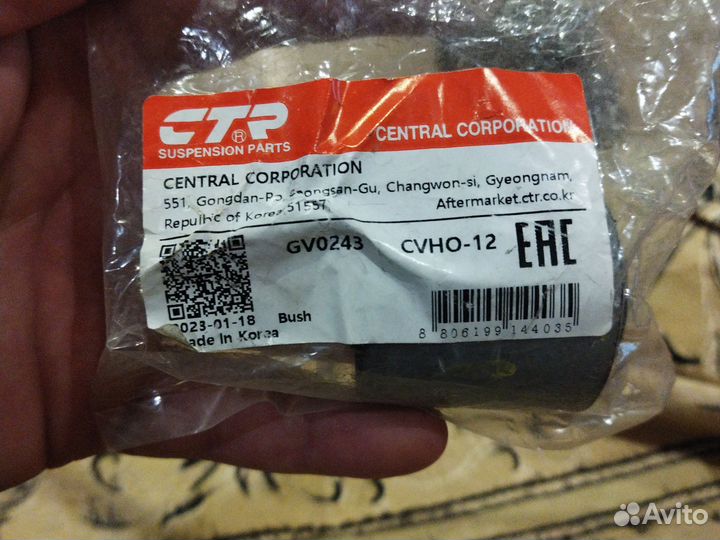 CTR®
SUSPENSION PARTS
CENTRAL CORPORATION
CENTRAL CORPORATION
551, Gongdan-Ro, Seongsan-Gu, Changwon-si, Gyeongnam,
Republic of Korea 51557
Aftermarket.ctr.co.kr
GV0243 CVHO-12 EAC
2023-01-18 Bush
Made In Korea
8 806199 144035
Avito